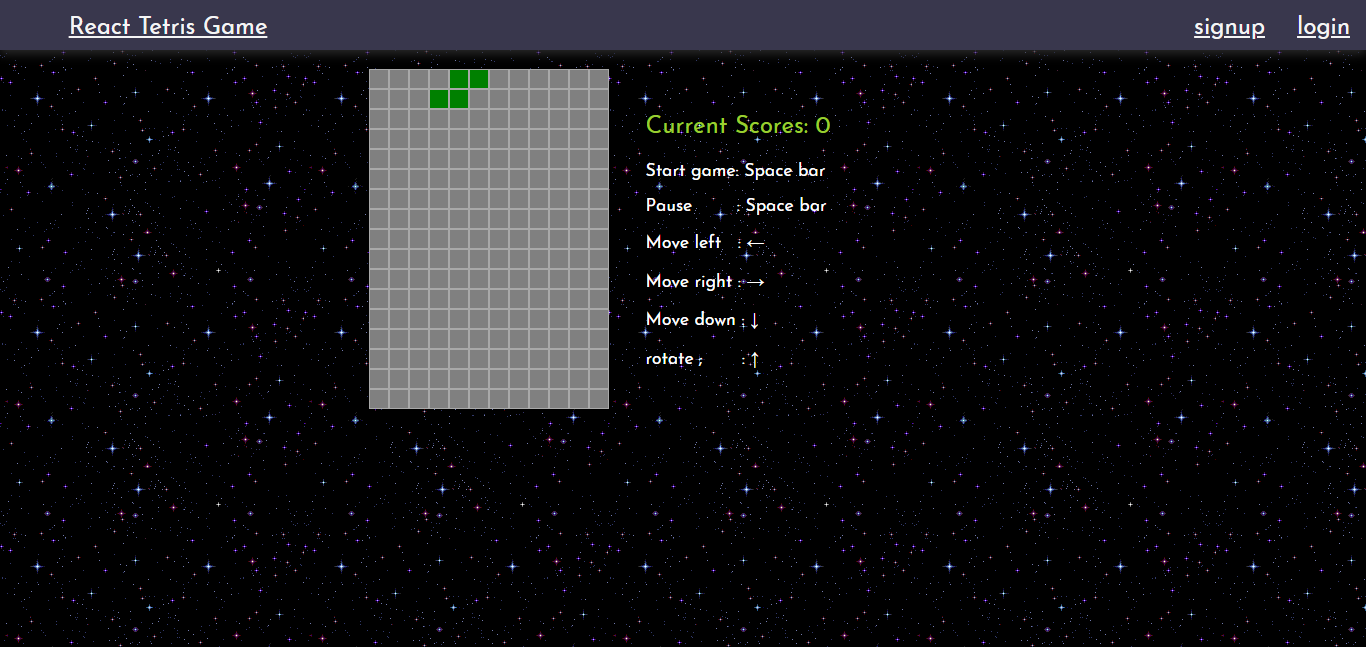 React Tetris Game signup login
Current Scores: 0
Start game: Space bar
Pause : Space bar
Move left : ←
Move right : →
Move down : ↓
rotate ; : ↑